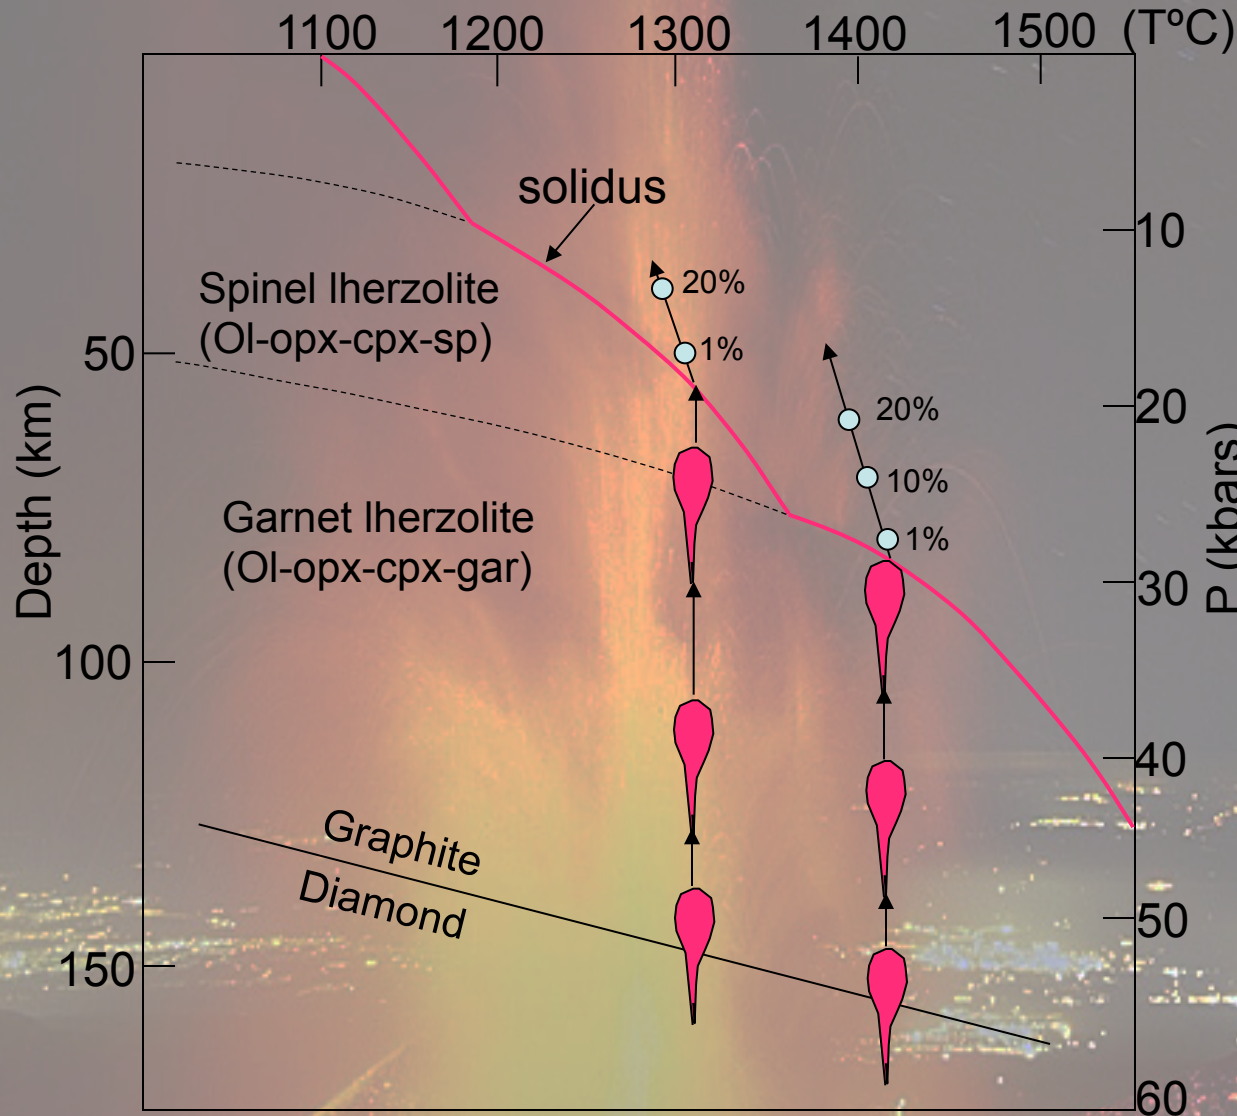 1100 1200 1300 1400 1500 (TºC)
solidus
10
20%
Spinel lherzolite
(Ol-opx-cpx-sp)
1%
50
20
20%
10%
Garnet lherzolite
(Ol-opx-cpx-gar)
1%
30
Depth (km)
P (kbars)
100
40
Graphite
Diamond
50
150
60